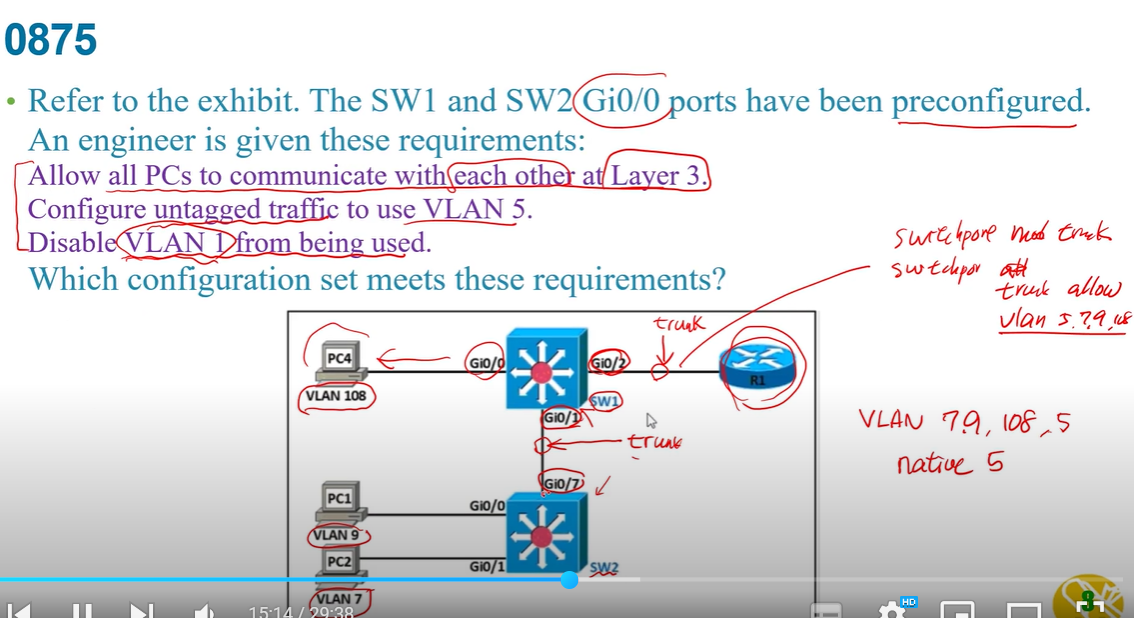 0875
• Refer to the exhibit. The SW1 and SW2 Gi0/0 ports have been preconfigured.
An engineer is given these requirements:
Allow all PCs to communicate with each other at Layer 3.
Configure untagged traffic to use VLAN 5.
Disable VLAN 1 from being used.
Which configuration set meets these requirements?
switchpore mod trunk
swtchpor
trunk allow
vlan 5.7.9,108
trunk
PC4
Gi0/0
Gi0/2
R1
VLAN 108
SW1
Gi0/1
trunk
VLAN 7.9, 108, 5
native 5
Gi0/7
PC1
Gi0/0
VLAN 9
PC2
Gi0/1
SW2
VLAN 7
15:14 / 29:38
HD
3